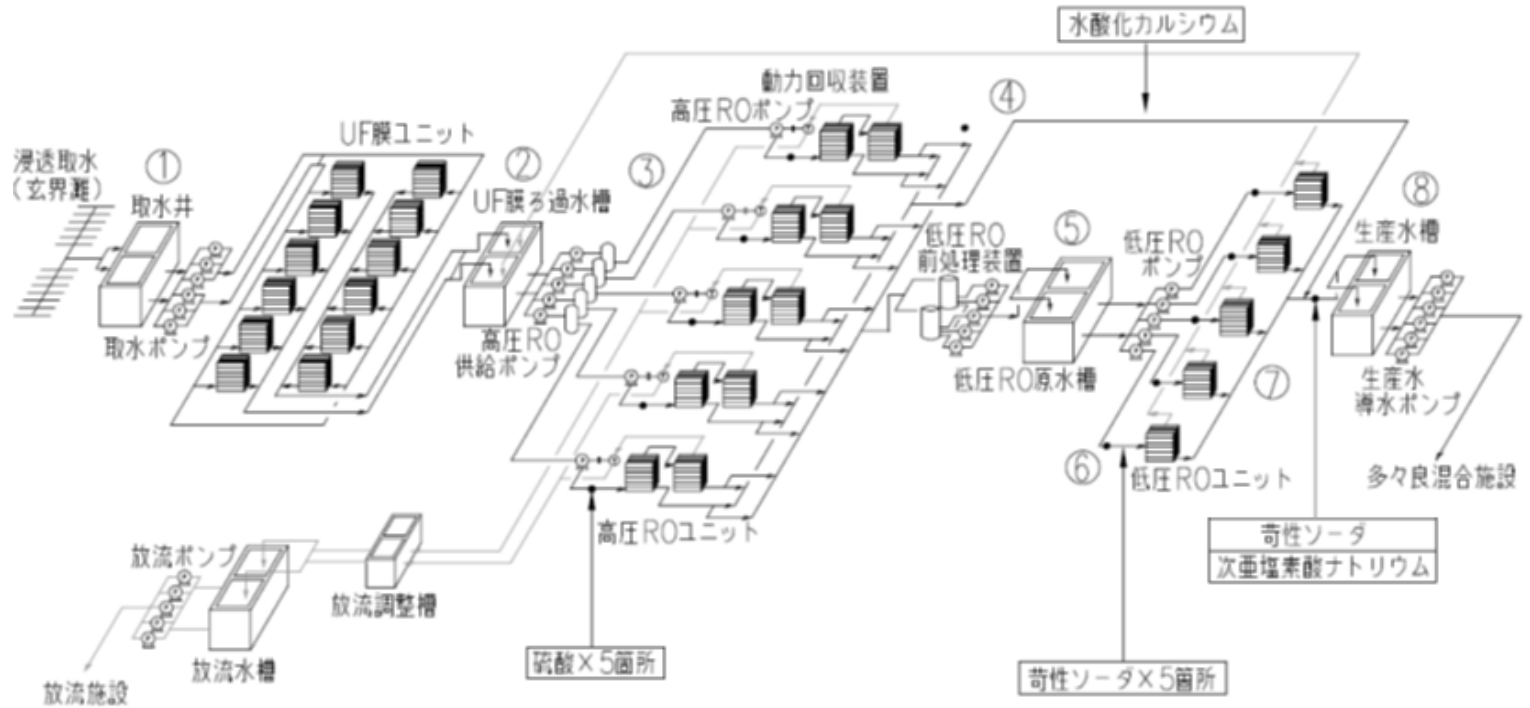 水酸化カルシウム
動力回収装置
高圧ROポンプ
④
UF膜ユニット
浸透取水
(玄界灘)
①
取水井
②
UF膜ろ過水槽
③
⑧
生産水槽
低圧RO
前処理装置
⑤
低圧RO
ポンプ
取水ポンプ
高圧RO
供給ポンプ
低圧RO原水槽
⑦
生産水
導水ポンプ
⑥
低圧ROユニット
多々良混合施設
高圧ROユニット
苛性ソーダ
次亜塩素酸ナトリウム
放流ポンプ
放流調整槽
放流水槽
放流施設
硫酸×5箇所
苛性ソーダ×5箇所